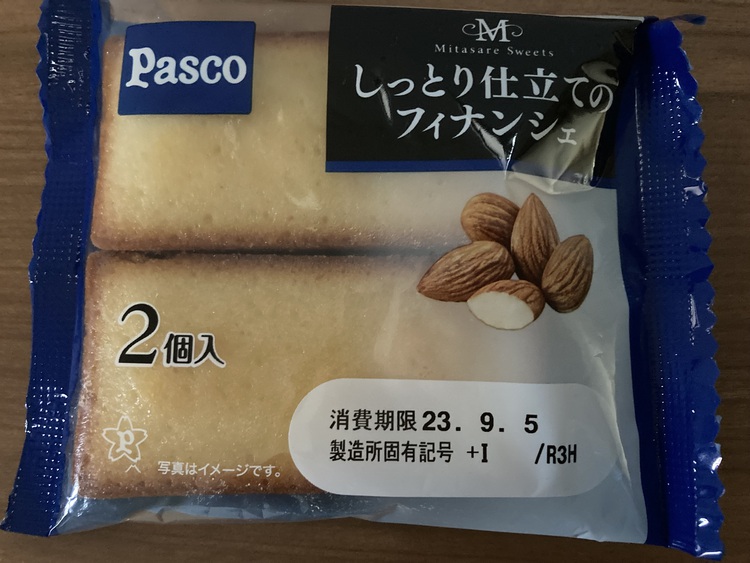 Pasco
M
Mitasare Sweets
しっとり仕立ての
フィナンシェ
2個入
消費期限 23. 9. 5
製造所固有記号 +I /R3H
P
写真はイメージです。